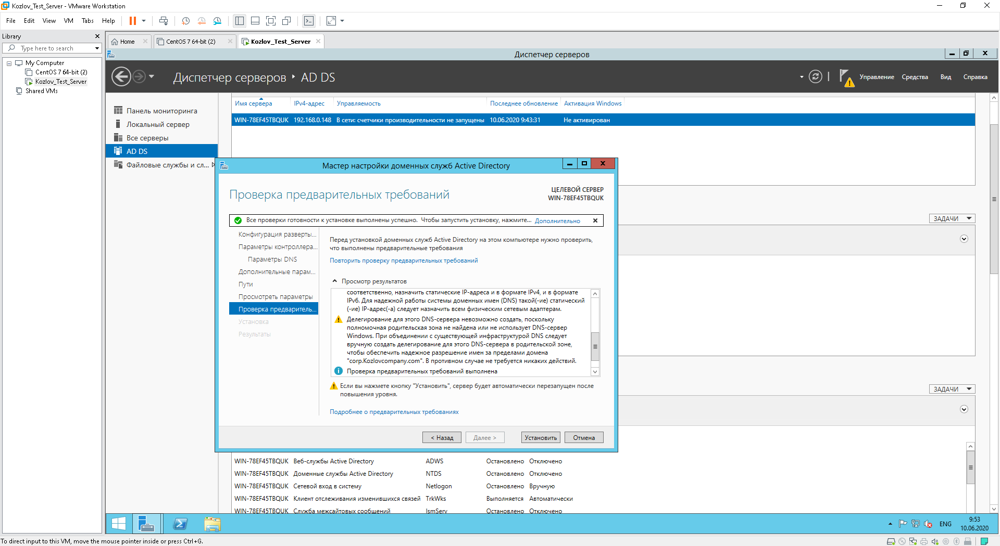 Kozlov_Test_Server - VMware Workstation
File Edit View VM Tabs Help
Library
Type here to search
My Computer
CentOS 7 64-bit (2)
Kozlov_Test_Server
Shared VMs
Home
CentOS 7 64-bit (2)
Kozlov_Test_Server
Диспетчер серверов
Диспетчер серверов AD DS
Управление Средства Вид Справка
Панель мониторинга
Локальный сервер
Все серверы
AD DS
Файловые службы и сл...
Имя сервера IPv4-адрес Управляемость Последнее обновление Активация Windows
WIN-78EF45TBQUK 192.168.0.148 В сети: счетчики производительности не запущены 10.06.2020 9:43:31 Не активирован
ЗАДАЧИ
ЗАДАЧИ
Мастер настройки доменных служб Active Directory
Проверка предварительных требований
ЦЕЛЕВОЙ СЕРВЕР
WIN-78EF45TBQUK
Все проверки готовности к установке выполнены успешно. Чтобы запустить установку, нажмите... Дополнительно
Конфигурация разверты...
Параметры контроллера...
Параметры DNS
Дополнительные парам...
Пути
Просмотреть параметры
Проверка предваритель...
Установка
Результаты
Перед установкой доменных служб Active Directory на этом компьютере нужно проверить,
что выполнены предварительные требования
Повторить проверку предварительных требований
Просмотр результатов
соответственно, назначить статические IP-адреса и в формате IPv4, и в формате
IPv6. Для надежной работы системы доменных имен (DNS) такой(-ие) статический
(-ие) IP-адрес(-а) следует назначить всем физическим сетевым адаптерам.
Делегирование для этого DNS-сервера невозможно создать, поскольку
полномочная родительская зона не найдена или не использует DNS-сервер
Windows. При объединении с существующей инфраструктурой DNS следует
вручную создать делегирование для этого DNS-сервера в родительской зоне,
чтобы обеспечить надежное разрешение имен за пределами домена
"corp.Kozlovcompany.com". В противном случае не требуется никаких действий.
Проверка предварительных требований выполнена
Если вы нажмете кнопку "Установить", сервер будет автоматически перезапущен после
повышения уровня.
Подробнее о предварительных требованиях
< Назад Далее > Установить Отмена
WIN-78EF45TBQUK Веб-службы Active Directory ADWS Остановлено Отключено
WIN-78EF45TBQUK Доменные службы Active Directory NTDS Остановлено Отключено
WIN-78EF45TBQUK Сетевой вход в систему Netlogon Остановлено Вручную
WIN-78EF45TBQUK Клиент отслеживания изменившихся связей TrkWks Выполняется Автоматически
WIN-78EF45TBQUK Служба межсайтовых сообщений IsmServ Остановлено Отключено
ENG
9:53
10.06.2020
To direct input to this VM, move the mouse pointer inside or press Ctrl+G.